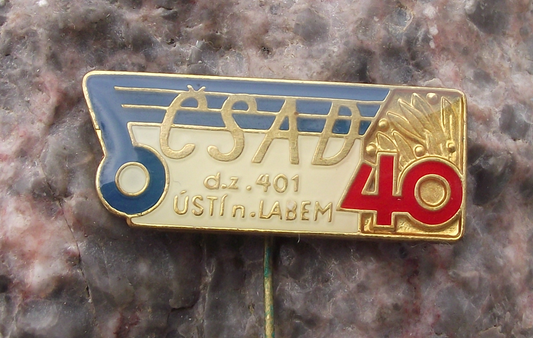 ČSAD
d.z.401
ÚSTÍ n.LABEM
40